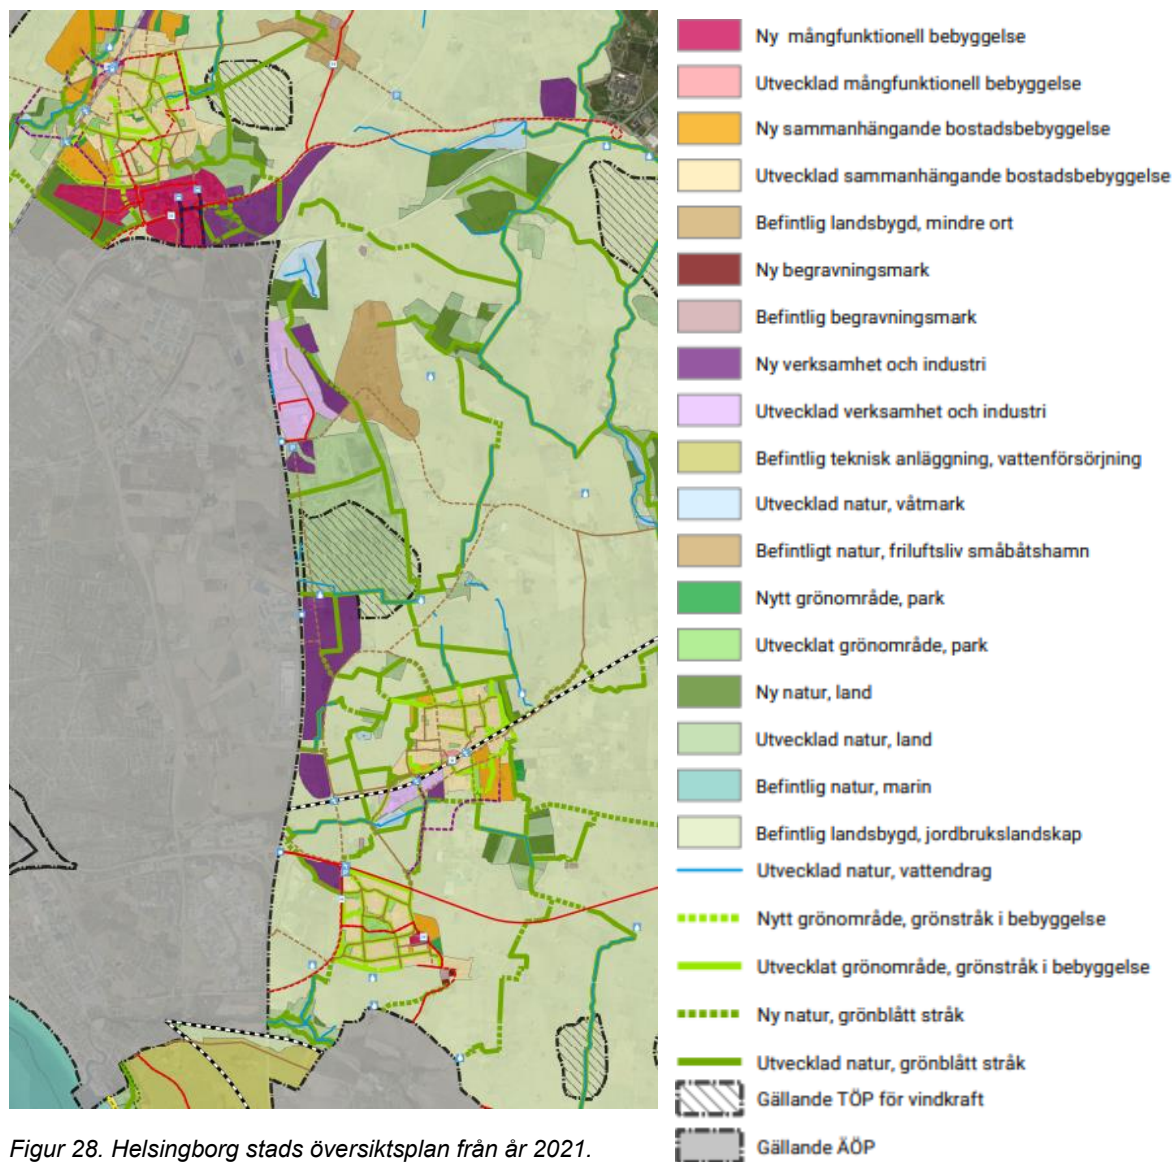 Ny mångfunktionell bebyggelse
Utvecklad mångfunktionell bebyggelse
Ny sammanhängande bostadsbebyggelse
Utvecklad sammanhängande bostadsbebyggelse
Befintlig landsbygd, mindre ort
Ny begravningsmark
Befintlig begravningsmark
Ny verksamhet och industri
Utvecklad verksamhet och industri
Befintlig teknisk anläggning, vattenförsörjning
Utvecklad natur, våtmark
Befintligt natur, friluftsliv småbåtshamn
Nytt grönområde, park
Utvecklat grönområde, park
Ny natur, land
Utvecklad natur, land
Befintlig natur, marin
Befintlig landsbygd, jordbrukslandskap
Utvecklad natur, vattendrag
Nytt grönområde, grönstråk i bebyggelse
Utvecklat grönområde, grönstråk i bebyggelse
Ny natur, grönblått stråk
Utvecklad natur, grönblått stråk
Gällande TÖP för vindkraft
Gällande ÄÖP
Figur 28. Helsingborg stads översiktsplan från år 2021.